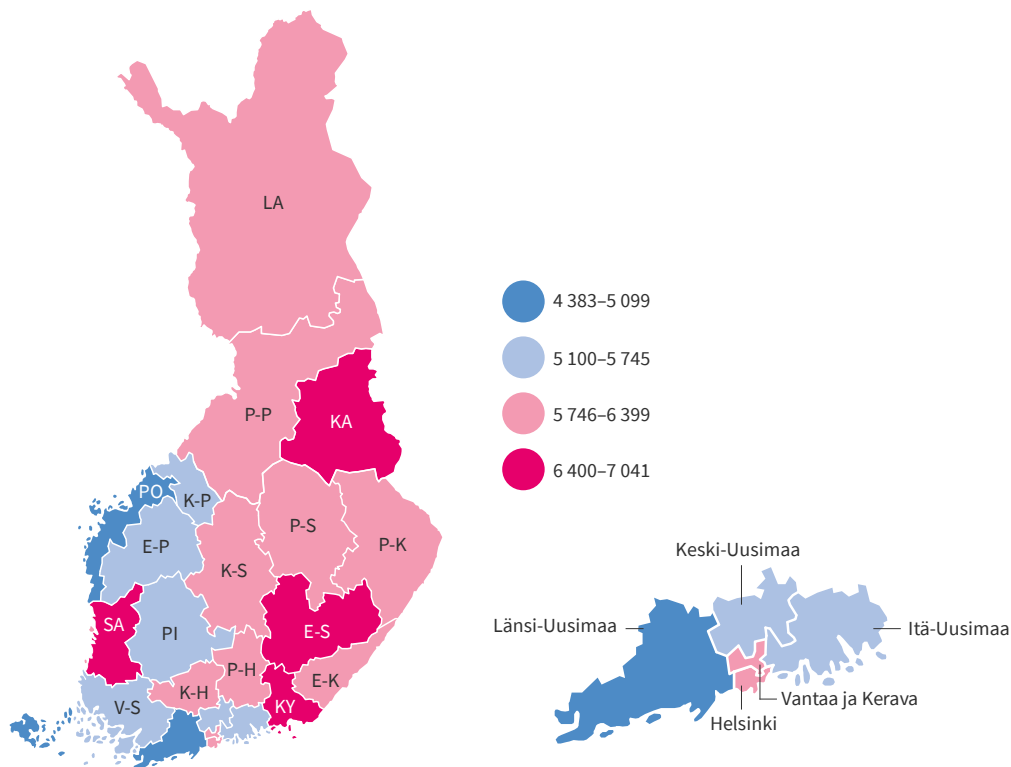 LA
P-P
KA
PO
K-P
E-P
P-S
P-K
K-S
SA
PI
E-S
P-H
E-K
K-H
V-S
KY
4 383–5 099
5 100–5 745
5 746–6 399
6 400–7 041
Keski-Uusimaa
Länsi-Uusimaa
Itä-Uusimaa
Vantaa ja Kerava
Helsinki